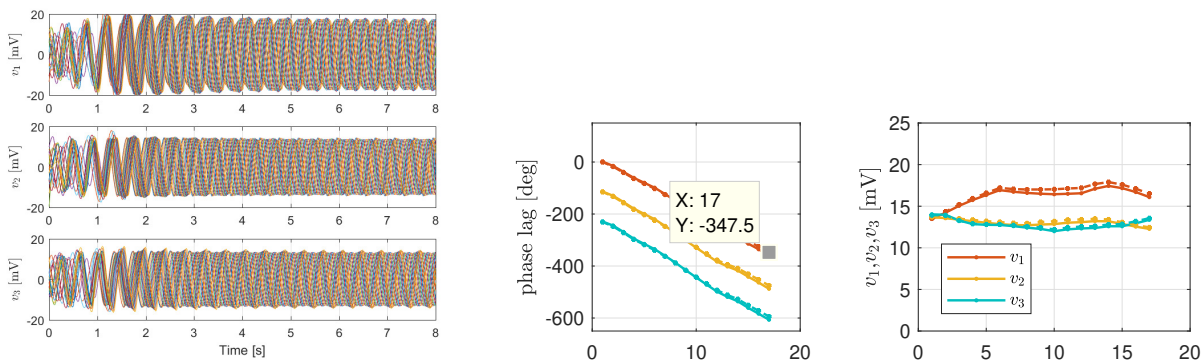 20
0
-20
v₁ [mV]
0 1 2 3 4 5 6 7 8
20
0
-20
v₂ [mV]
0 1 2 3 4 5 6 7 8
20
0
-20
v₃ [mV]
0 1 2 3 4 5 6 7 8
Time [s]
0
-200
-400
-600
phase lag [deg]
X: 17
Y: -347.5
0 10 20
25
20
15
10
5
0
v₁,v₂,v₃ [mV]
v₁
v₂
v₃
0 5 10 15 20